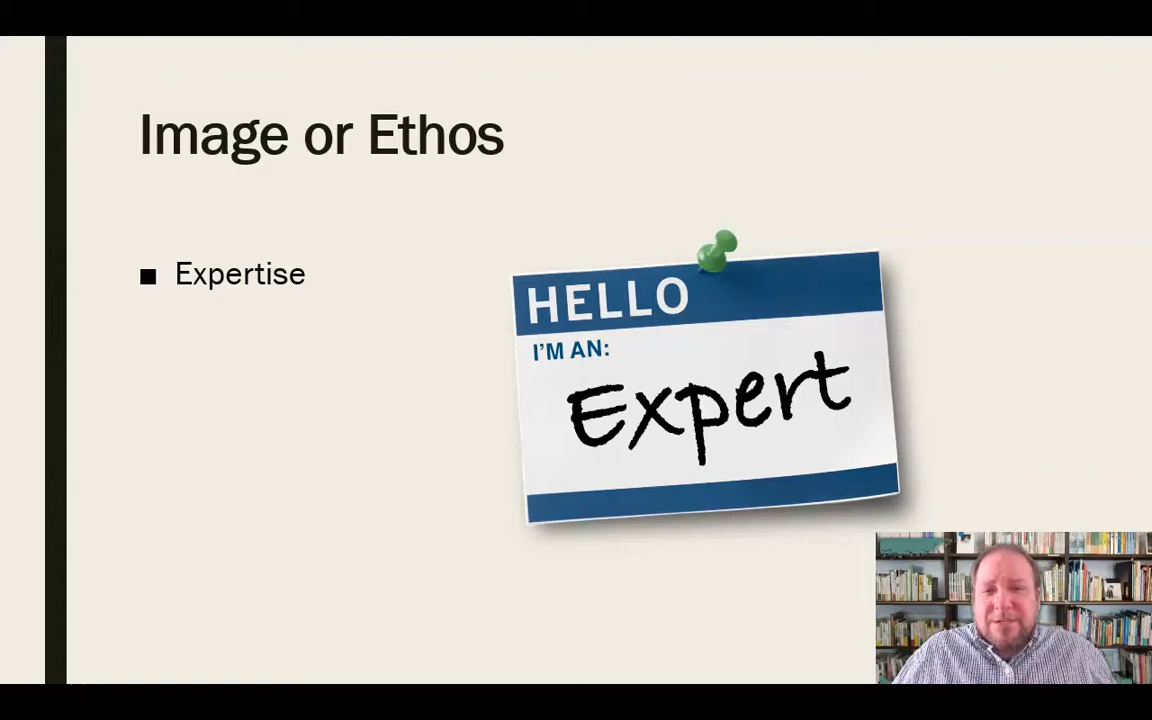 Image or Ethos
■ Expertise
HELLO
I'M AN:
Expert